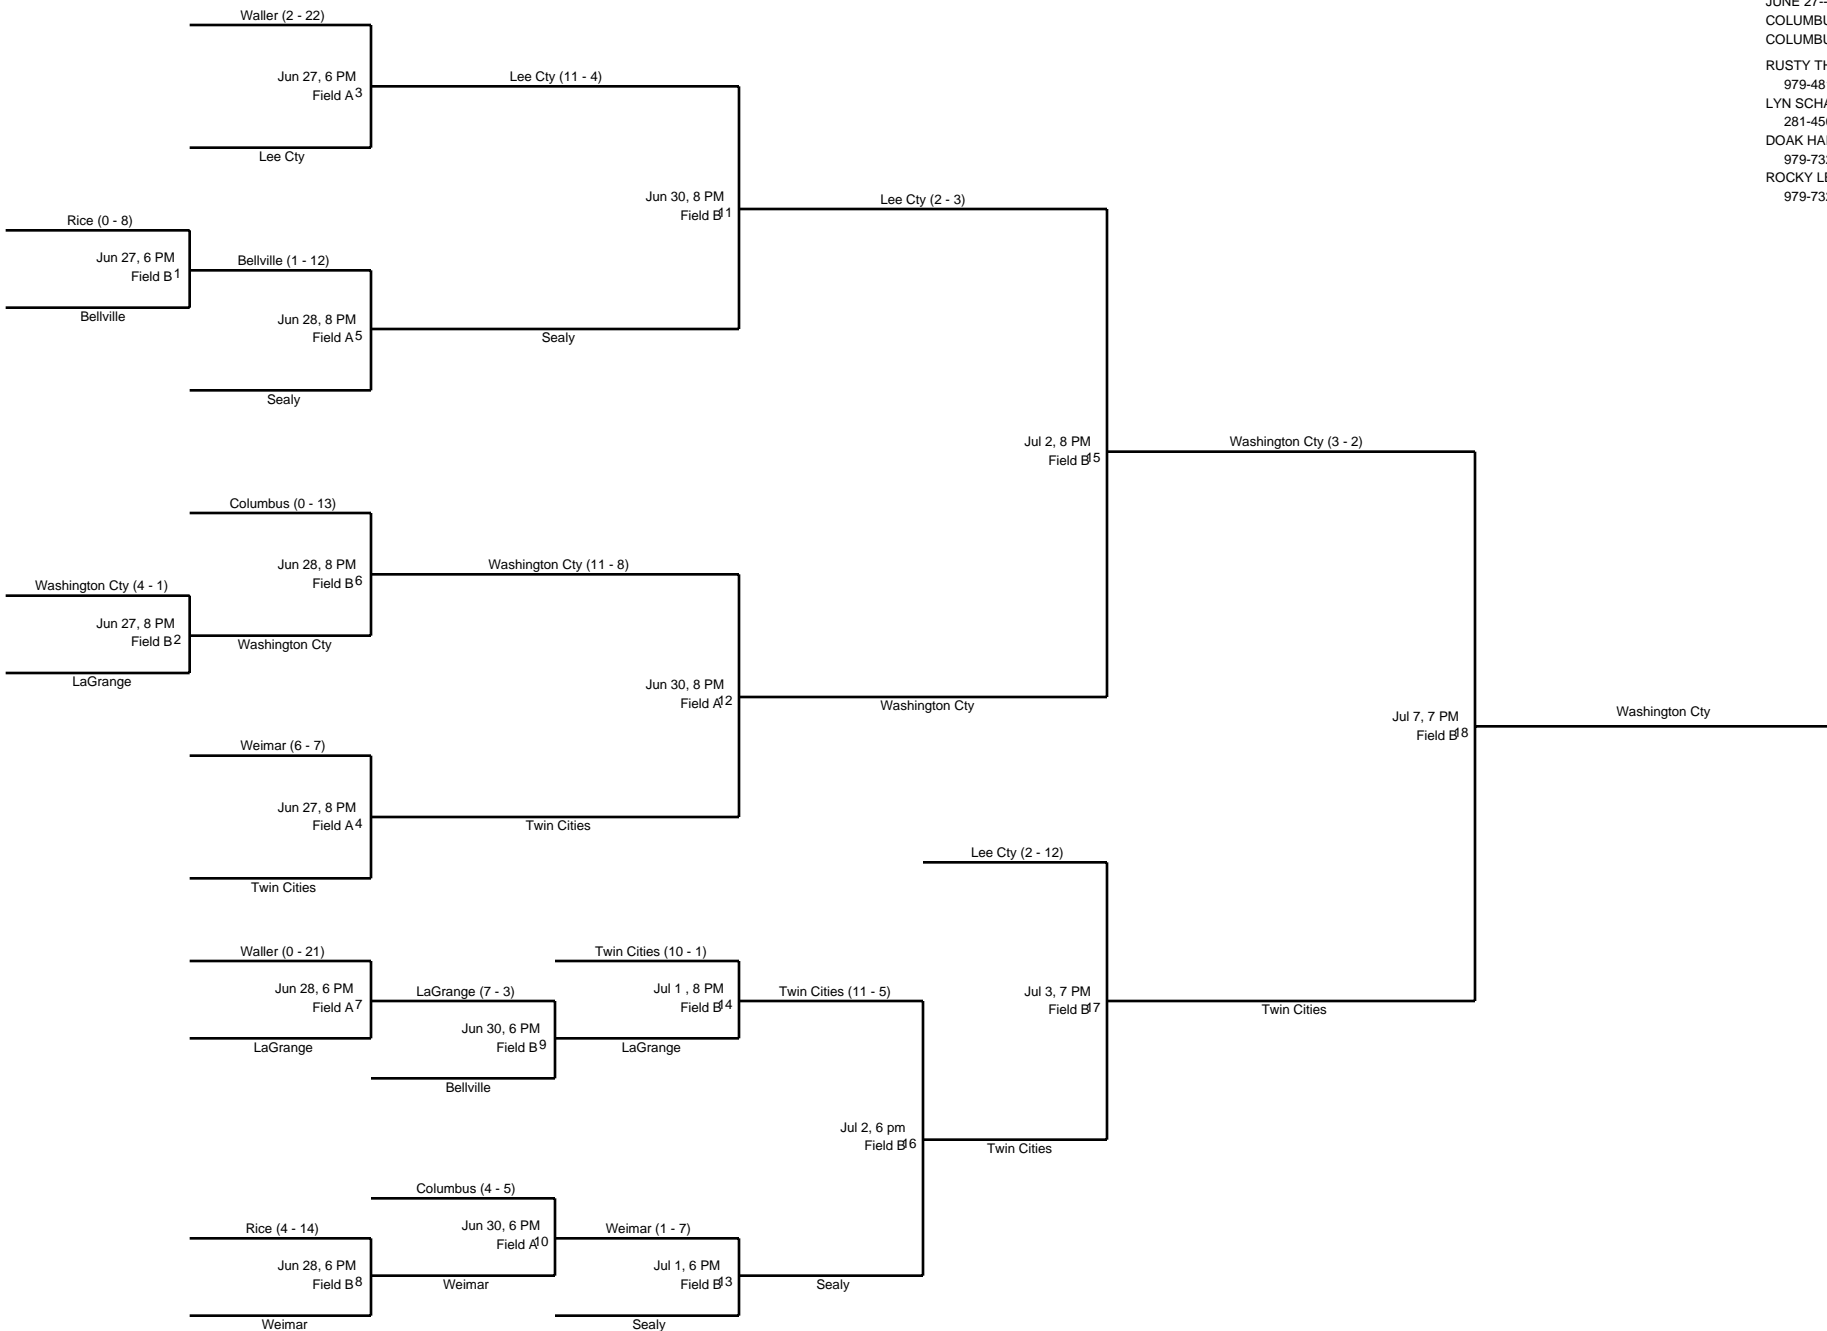 Waller (2 - 22)
Jun 27, 6 PM
Field A 3
Lee Cty
Lee Cty (11 - 4)
Rice (0 - 8)
Jun 27, 6 PM
Field B 1
Bellville
Bellville (1 - 12)
Jun 28, 8 PM
Field A 5
Sealy
Sealy
Jun 30, 8 PM
Field B 11
Lee Cty (2 - 3)
JUNE 27
RUSTY
979-48
LYN
281-45
DOAK
979-73
ROCKY
979-73
Columbus (0 - 13)
Jun 28, 8 PM
Field B 6
Washington Cty (4 - 1)
Jun 27, 8 PM
Field B 2
LaGrange
Washington Cty
Washington Cty (11 - 8)
Jun 30, 8 PM
Field A 12
Washington Cty
Weimar (6 - 7)
Jun 27, 8 PM
Field A 4
Twin Cities
Twin Cities
Jul 2, 8 PM
Field B 15
Washington Cty (3 - 2)
Jul 7, 7 PM
Field B 18
Washington Cty
Lee Cty (2 - 12)
Jul 3, 7 PM
Field B 17
Twin Cities
Waller (0 - 21)
Jun 28, 6 PM
Field A 7
LaGrange
LaGrange (7 - 3)
Jun 30, 6 PM
Field B 9
Bellville
Twin Cities (10 - 1)
Jul 1 , 8 PM
Field B 14
LaGrange
Twin Cities (11 - 5)
Jul 2, 6 pm
Field B 16
Twin Cities
Columbus (4 - 5)
Jun 30, 6 PM
Field A 10
Rice (4 - 14)
Jun 28, 6 PM
Field B 8
Weimar
Weimar
Weimar (1 - 7)
Jul 1, 6 PM
Field B 13
Sealy
Sealy